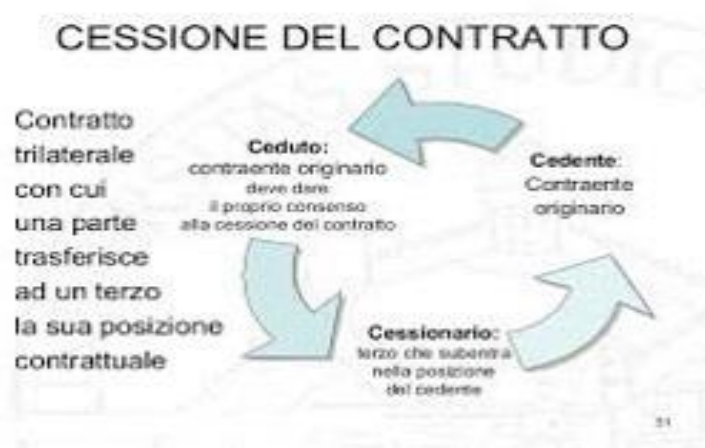 CESSIONE DEL CONTRATTO
Contratto
trilaterale
con cui
una parte
trasferisce
ad un terzo
la sua posizione
contrattuale
Ceduto:
contraente originario
deve dare
il proprio consenso
alla cessione del contratto
Cedente:
Contraente
originario
Cessionario:
terzo che subentra
nella posizione
del cedente